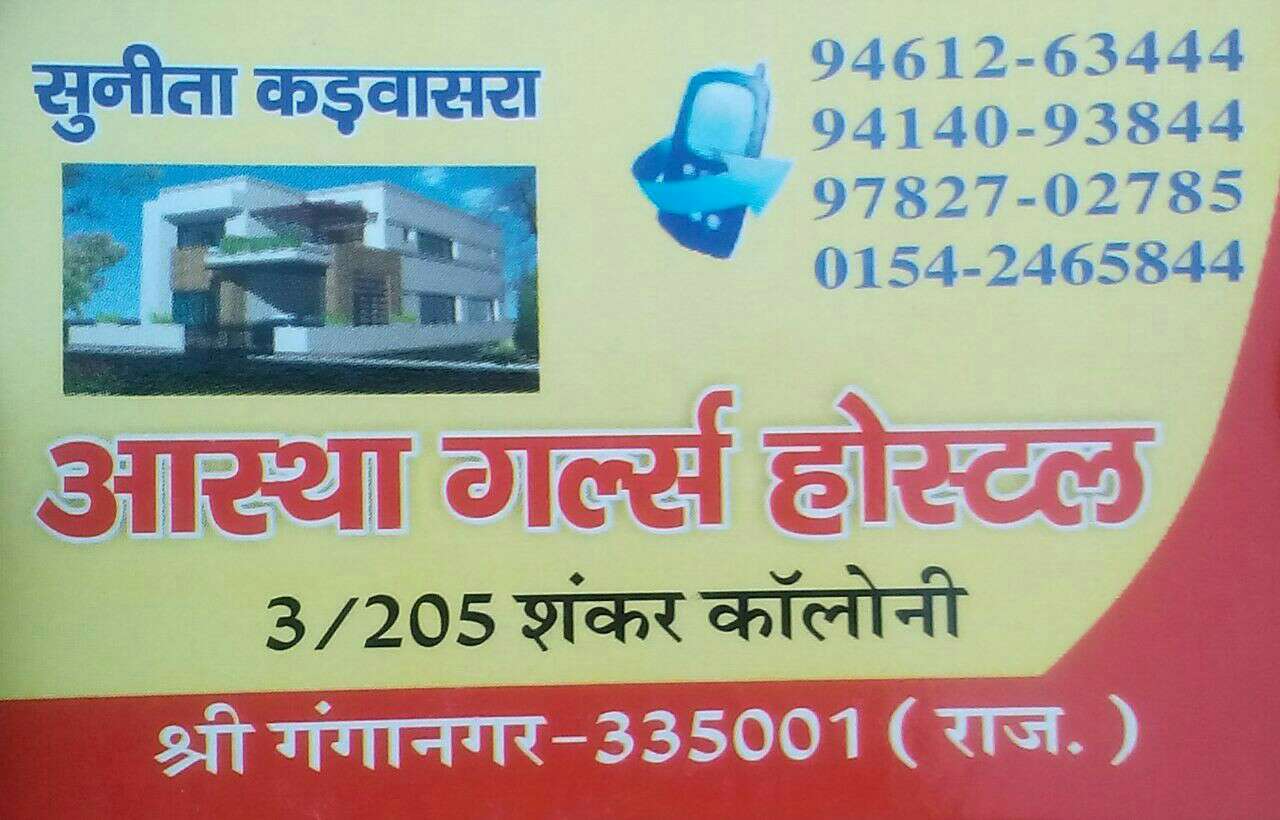 सुनीता कड़वासरा
94612-63444
94140-93844
97827-02785
0154-2465844
आस्था गर्ल्स होस्टल
3/205 शंकर कॉलोनी
श्री गंगानगर-335001 ( राज. )